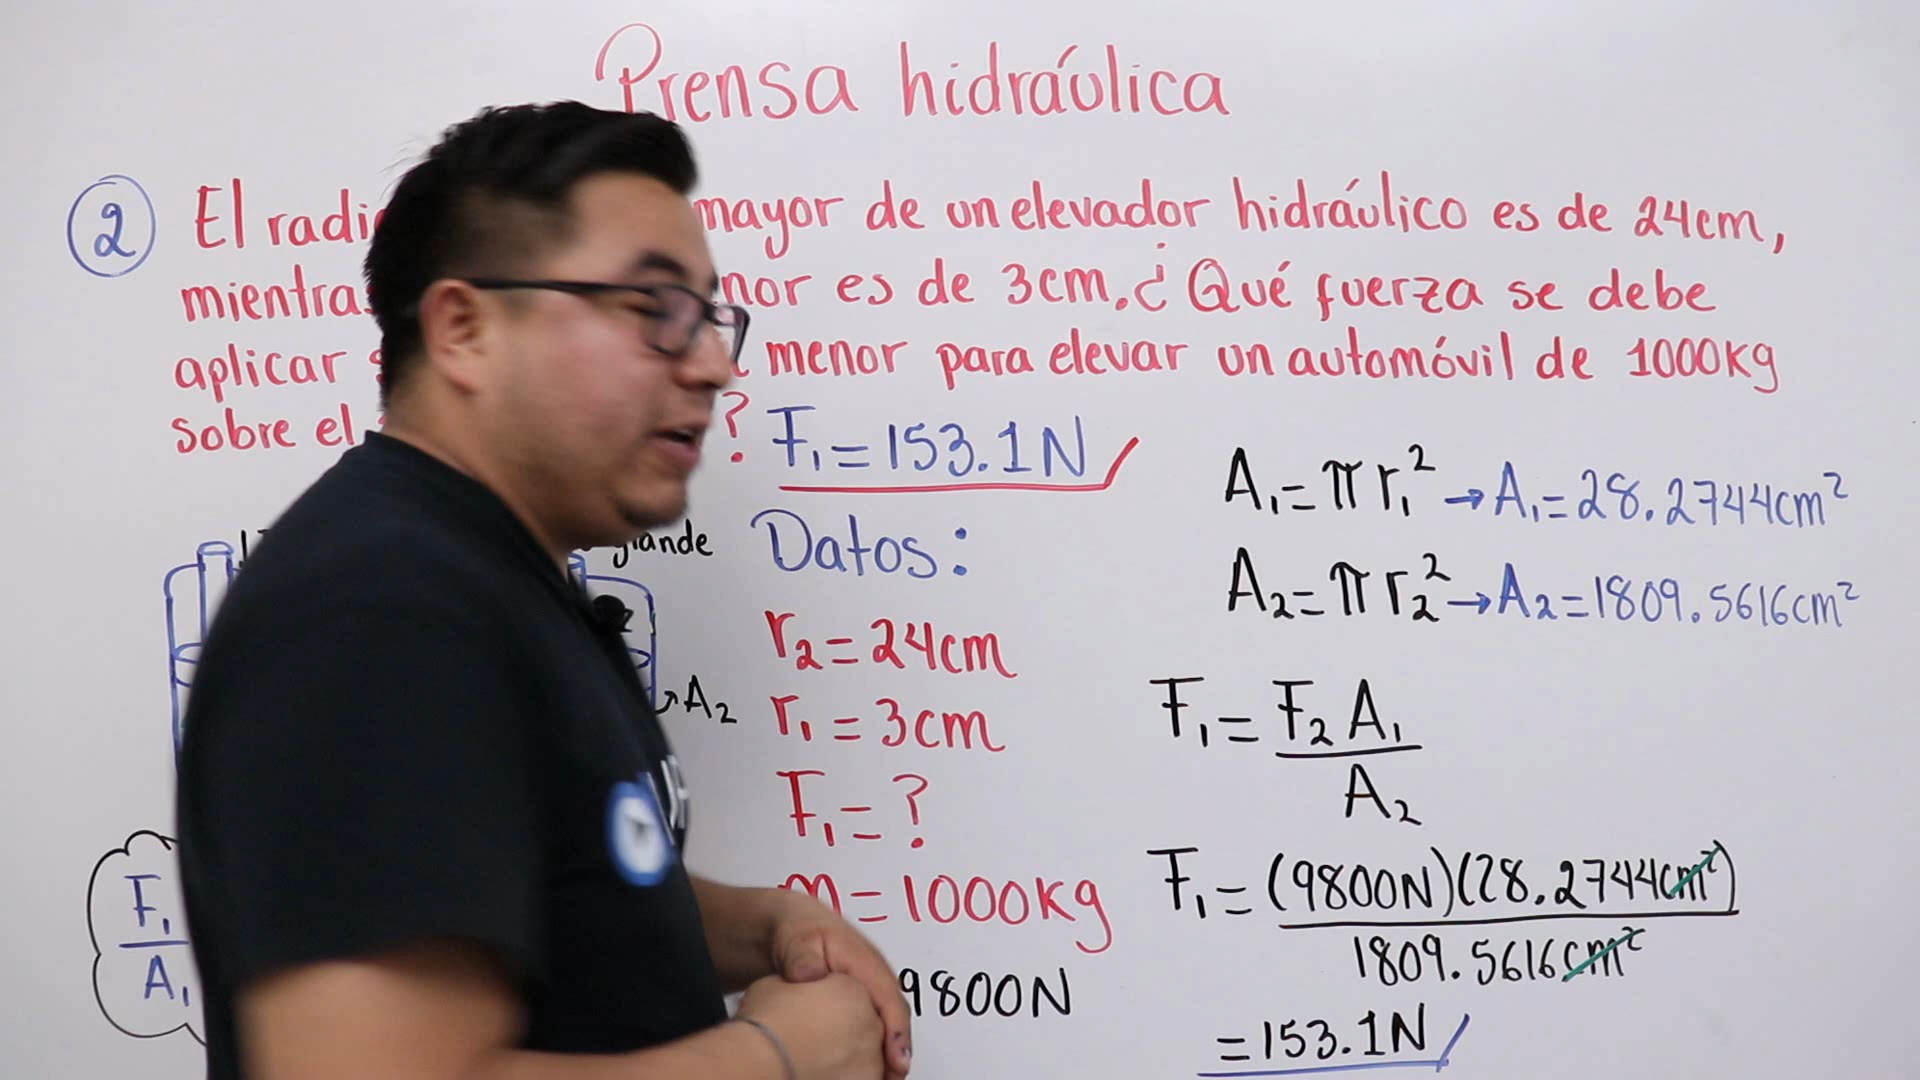 Prensa hidráulica
2 El mayor de un elevador hidráulico es de 24cm,
es de 3cm. ¿Qué fuerza se debe
aplicar menor para elevar un automóvil de 1000kg
sobre el ? F₁=153.1N
A₁=πr₁²→A₁=28.2744cm²
grande
Datos:
A₂=πr₂²→A₂=1809.5616cm²
r₂=24cm
A₂
r₁=3cm
F₁=F₂A₁/A₂
F₁=?
m=1000kg
F₁/A₁
F₁=(9800N)(28.2744cm²)/1809.5616cm²
9800N
=153.1N